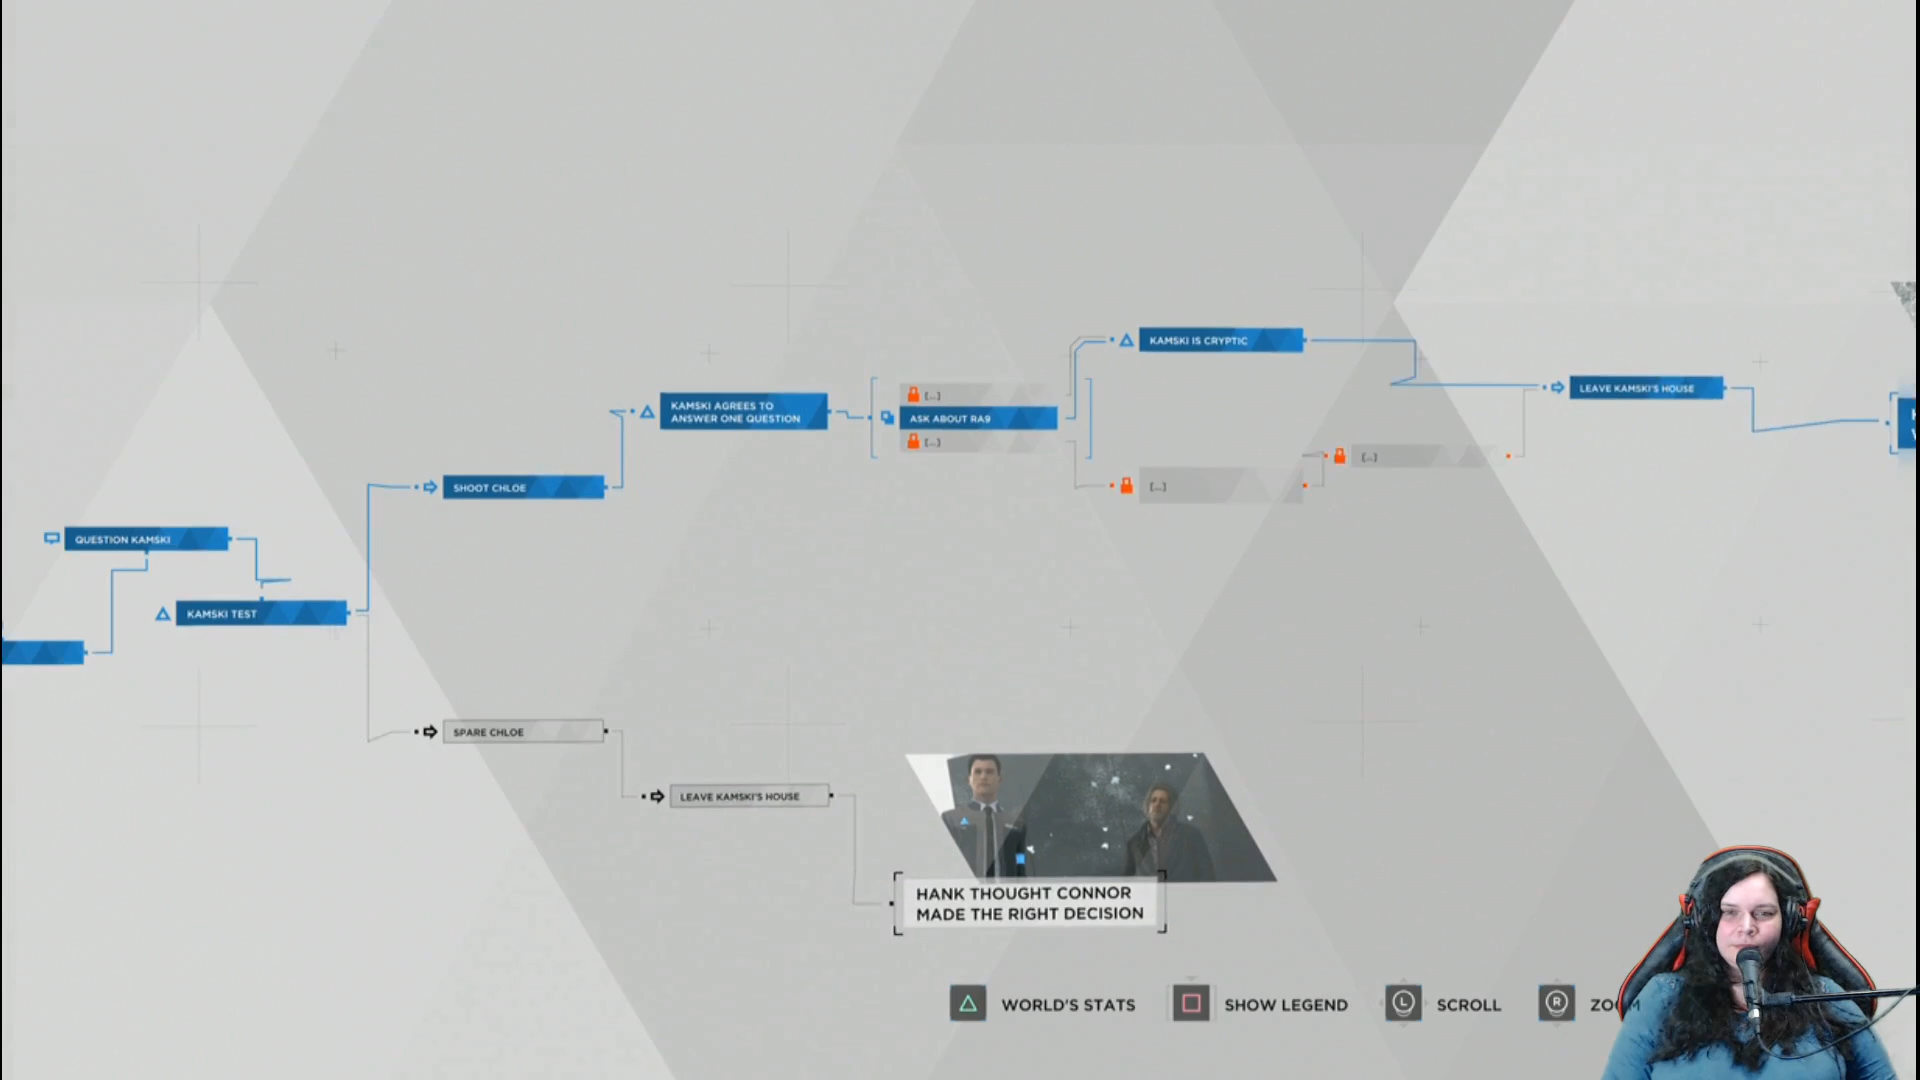 KAMSKI IS CRYPTIC
LEAVE KAMSKI'S HOUSE
KAMSKI AGREES TO
ANSWER ONE QUESTION
[...]
ASK ABOUT RA9
[...]
[...]
[...]
SHOOT CHLOE
QUESTION KAMSKI
KAMSKI TEST
SPARE CHLOE
LEAVE KAMSKI'S HOUSE
HANK THOUGHT CONNOR
MADE THE RIGHT DECISION
WORLD'S STATS
SHOW LEGEND
L
SCROLL
R